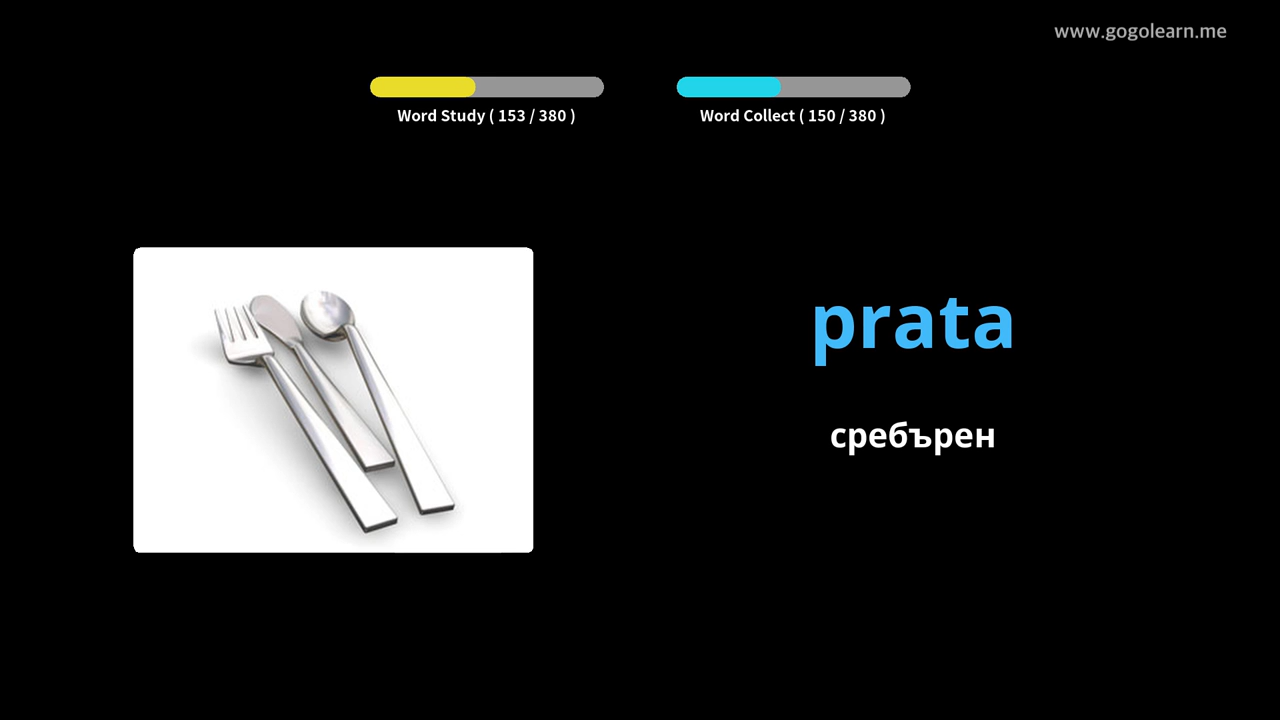 www.gogolearn.me
Word Study ( 153 / 380 )
Word Collect ( 150 / 380 )
prata
сребърен